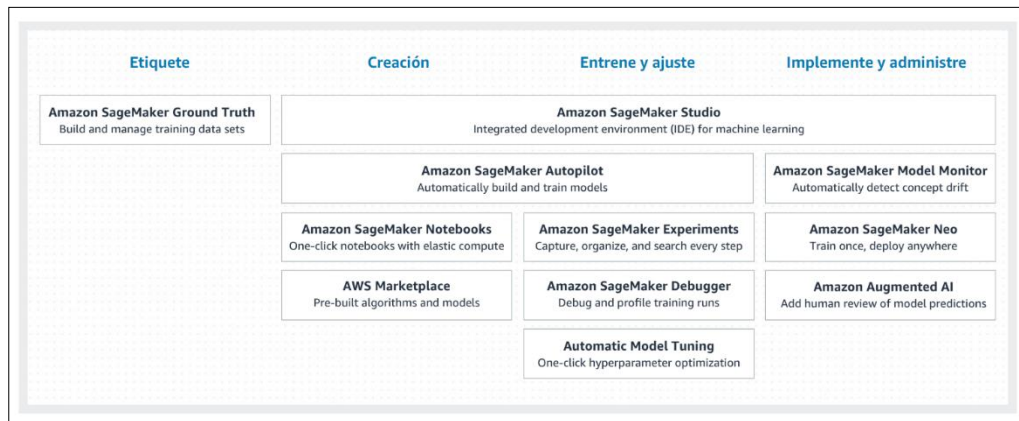 Etiquete
Creación
Entrene y ajuste
Implemente y administre
Amazon SageMaker Ground Truth
Build and manage training data sets
Amazon SageMaker Studio
Integrated development environment (IDE) for machine learning
Amazon SageMaker Autopilot
Automatically build and train models
Amazon SageMaker Model Monitor
Automatically detect concept drift
Amazon SageMaker Notebooks
One-click notebooks with elastic compute
Amazon SageMaker Experiments
Capture, organize, and search every step
Amazon SageMaker Neo
Train once, deploy anywhere
AWS Marketplace
Pre-built algorithms and models
Amazon SageMaker Debugger
Debug and profile training runs
Amazon Augmented AI
Add human review of model predictions
Automatic Model Tuning
One-click hyperparameter optimization